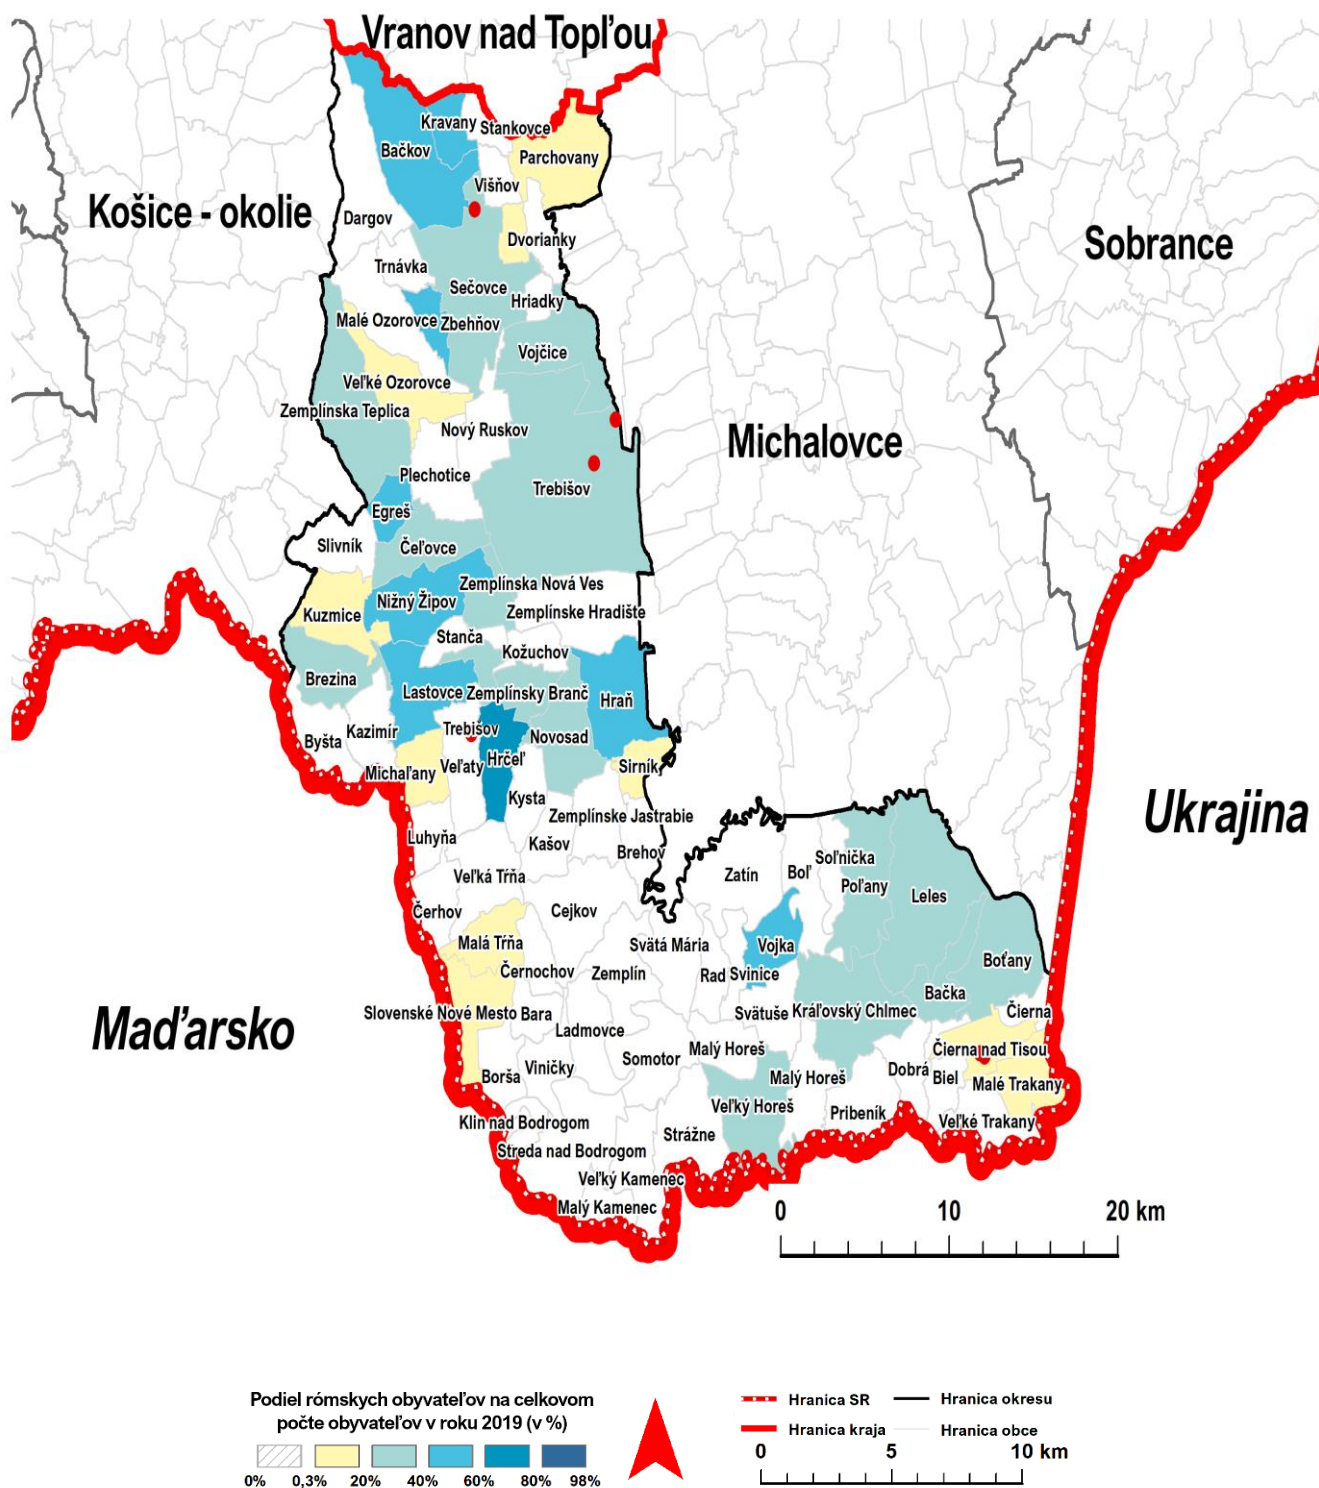 Vranov nad Topľou
Kravany
Stankovce
Bačkov
Parchovany
Višňov
Košice - okolie
Dargov
Dvorianky
Sobrance
Trnávka
Sečovce
Hriadky
Malé Ozorovce
Zbehňov
Vojčice
Veľké Ozorovce
Zemplínska Teplica
Nový Ruskov
Michalovce
Plechotice
Trebišov
Egreš
Slivník
Čeľovce
Zemplínska Nová Ves
Nižný Žipov
Kuzmice
Zemplínske Hradište
Stanča
Kožuchov
Brezina
Lastovce
Zemplínsky Branč
Hraň
Kazimír
Trebišov
Byšta
Novosad
Michaľany
Veľaty
Hrčeľ
Sirník
Kysta
Ukrajina
Zemplínske Jastrabie
Luhyňa
Kašov
Brehov
Soľnička
Zatín
Boľ
Poľany
Veľká Tŕňa
Leles
Čerhov
Cejkov
Malá Tŕňa
Svätá Mária
Vojka
Černochov
Zemplín
Rad
Svinice
Boťany
Bačka
Slovenské Nové Mesto
Bara
Svätuše
Kráľovský Chlmec
Čierna
Maďarsko
Ladmovce
Malý Horeš
Čierna nad Tisou
Somotor
Viničky
Borša
Malý Horeš
Dobrá
Biel
Malé Trakany
Veľký Horeš
Pribeník
Klin nad Bodrogom
Veľké Trakany
Strážne
Streda nad Bodrogom
Veľký Kamenec
Malý Kamenec
0 10 20 km
Podiel rómskych obyvateľov na celkovom
počte obyvateľov v roku 2019 (v %)
0% 0,3% 20% 40% 60% 80% 98%
Hranica SR
Hranica okresu
Hranica kraja
Hranica obce
0 5 10 km